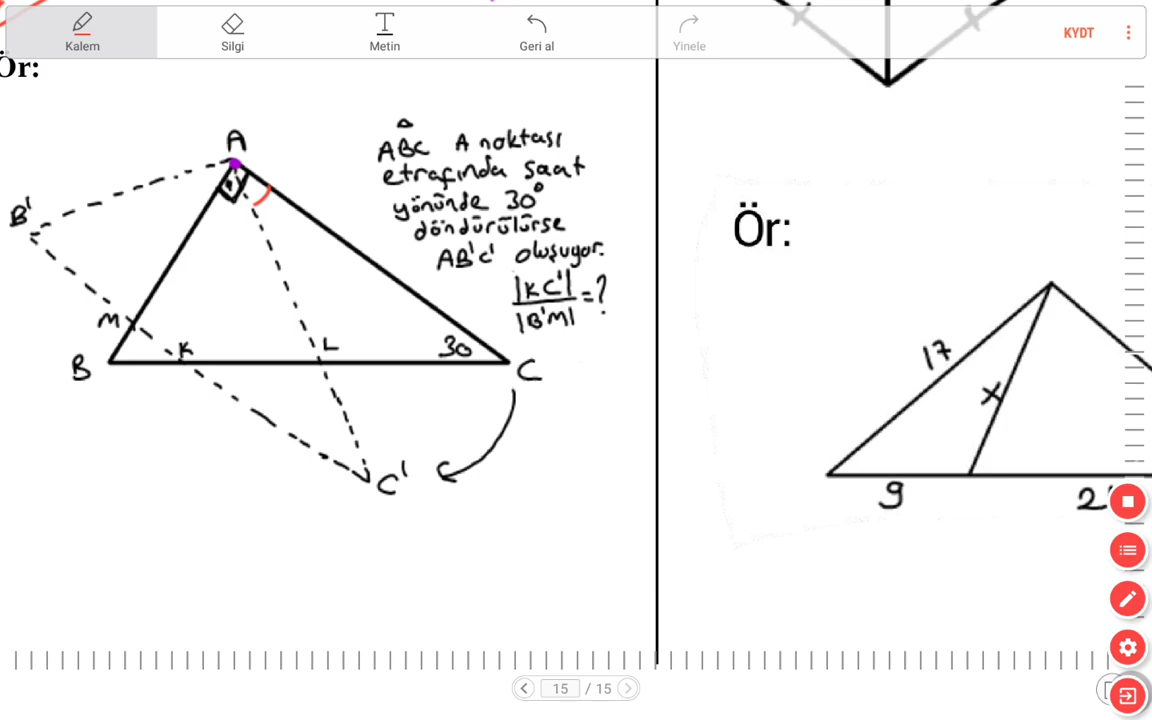 Kalem
Silgi
Metin
Geri al
Yinele
KYDT
Ör:
A
ABC A noktası
etrafında saat
yönünde 30°
döndürülürse
AB'C' oluşuyor.
|KC'|
|B'M|
=?
B'
M
K
L
30
B
C
C'
Ör:
17
x
9
2
15 / 15